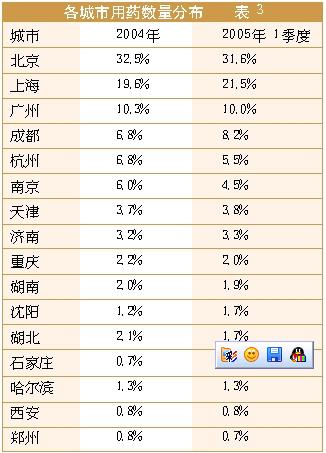 各城市用药数量分布 表 3
城市 2004年 2005年 1季度
北京 32.5% 31.6%
上海 19.6% 21.5%
广州 10.3% 10.0%
成都 6.8% 8.2%
杭州 6.8% 5.5%
南京 6.0% 4.5%
天津 3.7% 3.8%
济南 3.2% 3.3%
重庆 2.2% 2.0%
湖南 2.0% 1.9%
沈阳 1.2% 1.7%
湖北 2.1% 1.7%
石家庄 0.7%
哈尔滨 1.3% 1.3%
西安 0.8% 0.8%
郑州 0.8% 0.7%